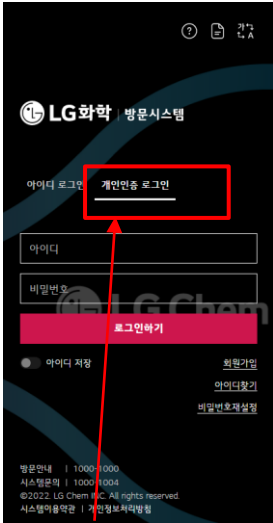 LG화학 방문시스템
아이디 로그인 개인인증 로그인
아이디
비밀번호
LG Chem
로그인하기
아이디 저장 회원가입
아이디찾기
비밀번호재설정
방문안내 | 1000-1000
시스템문의 | 1000-1004
©2022. LG Chem INC. All rights reserved.
시스템이용약관 | 개인정보처리방침